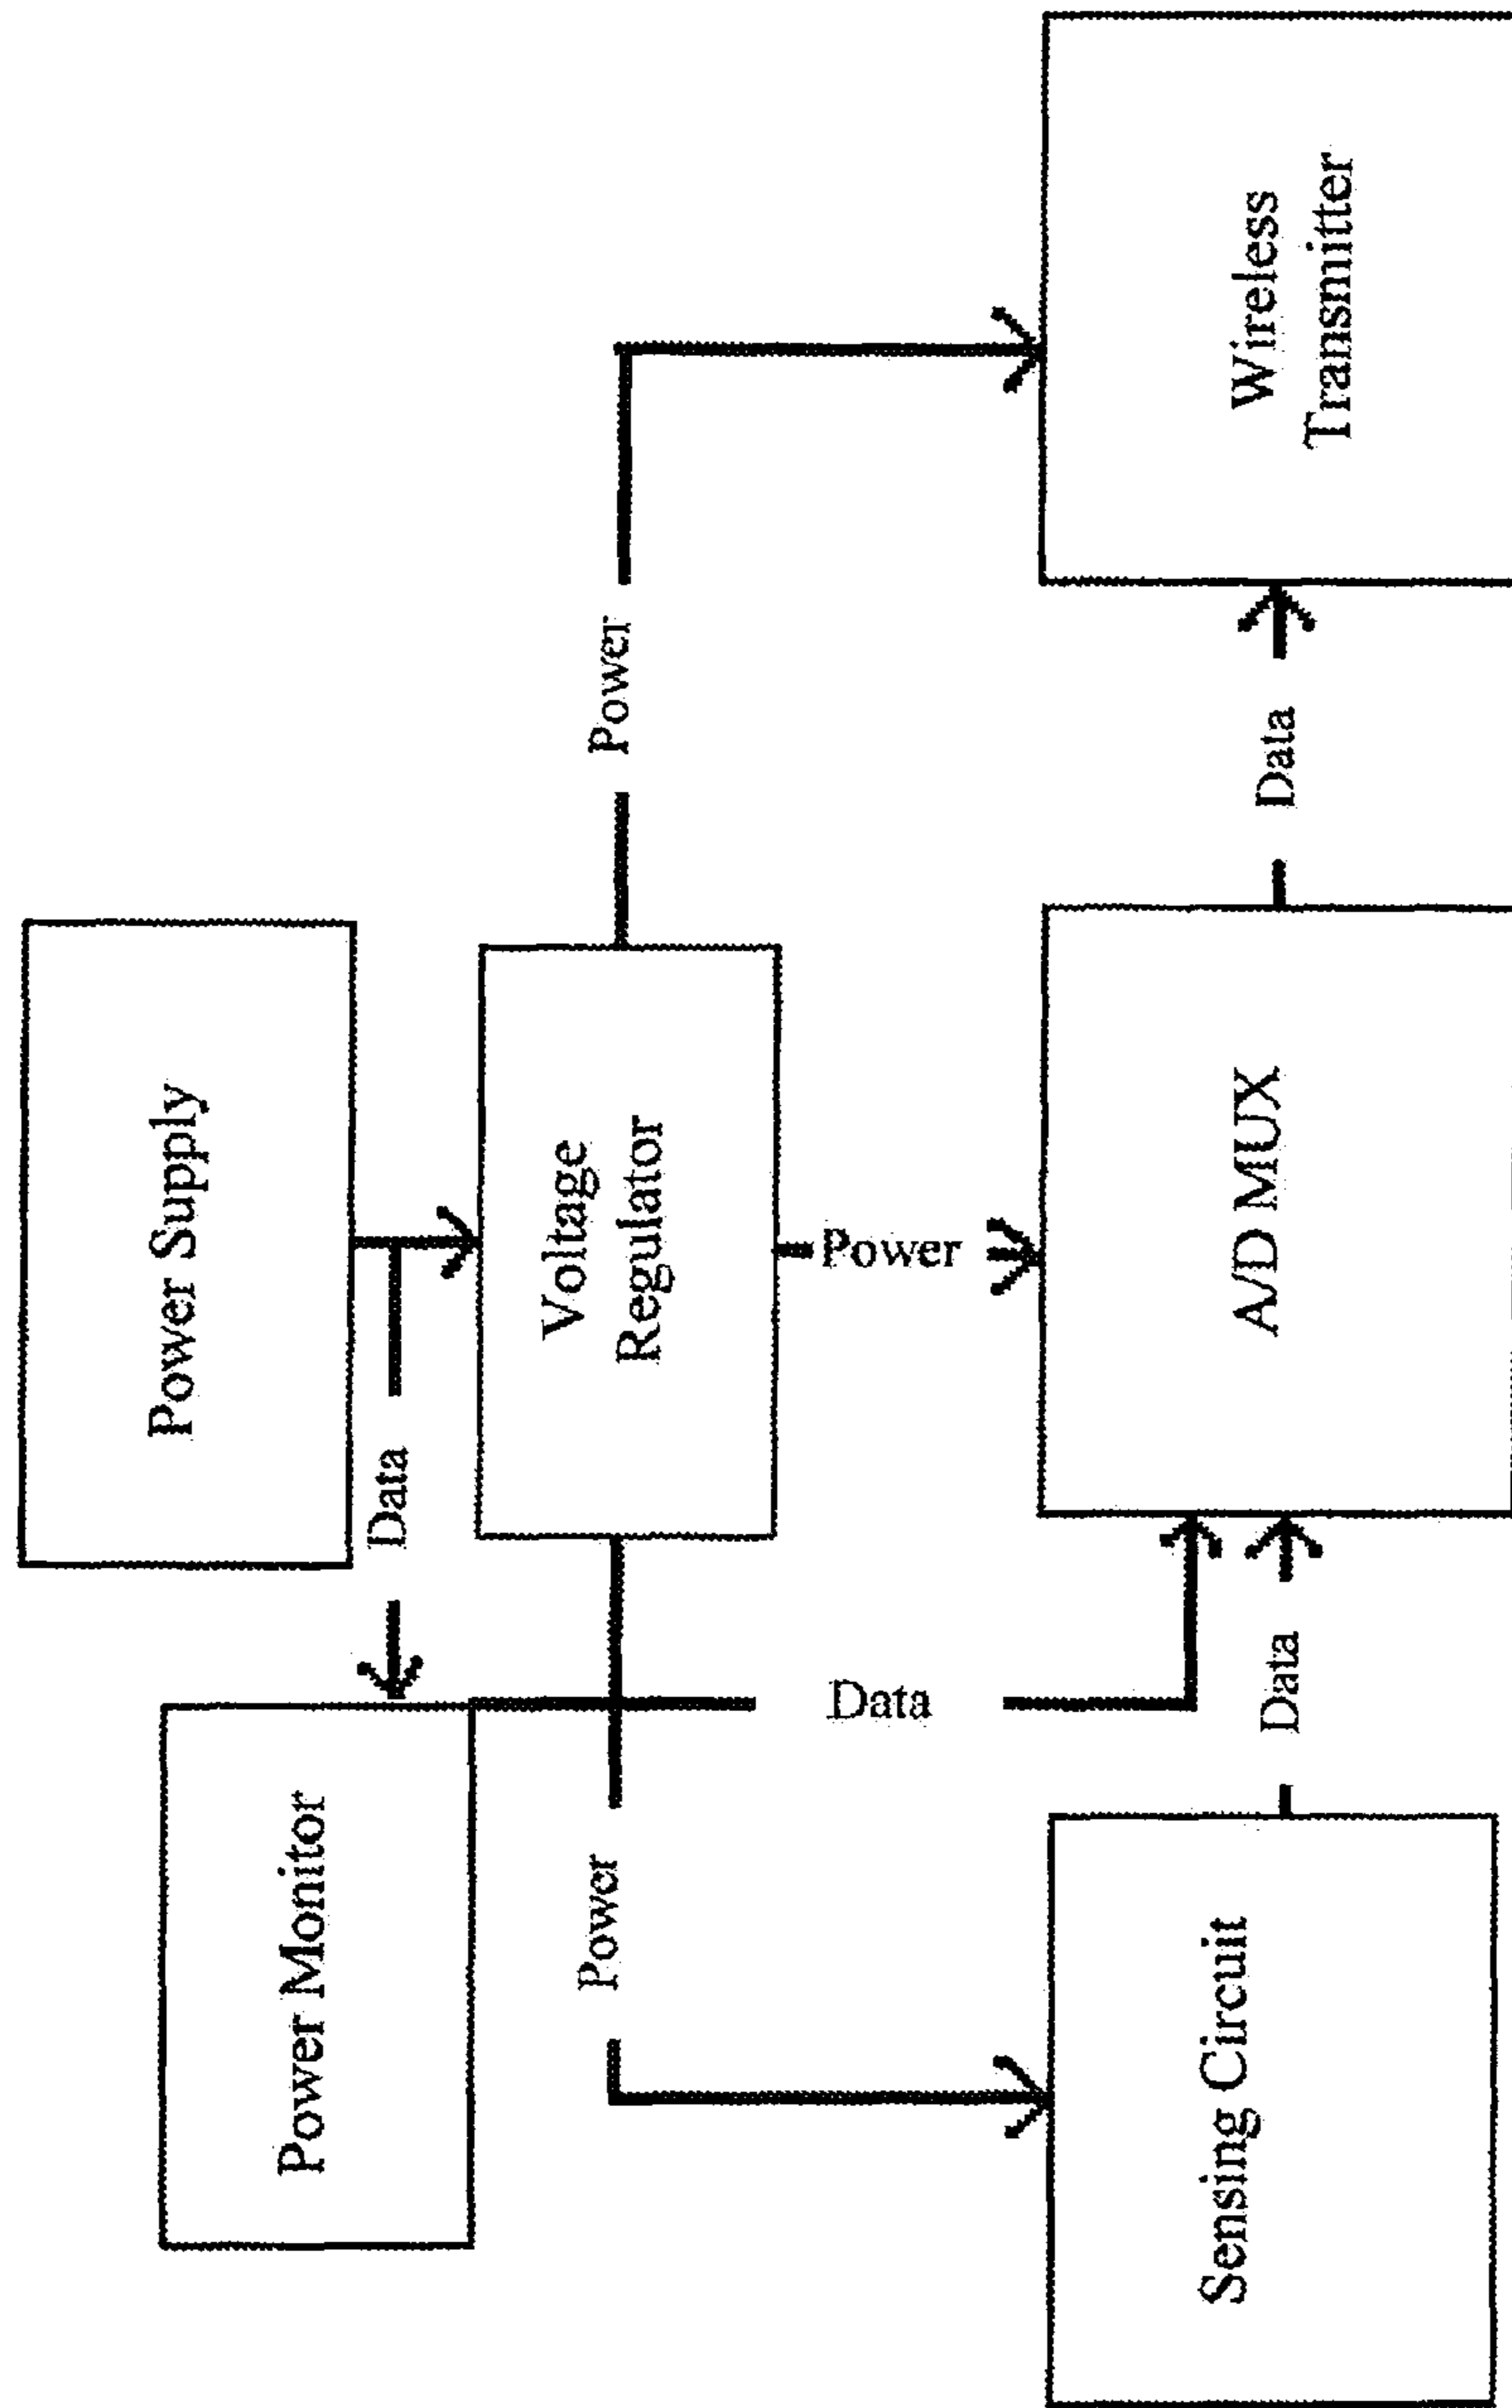 Power Supply
Power Monitor
Data
Voltage
Regulator
Power
Power
Data
Power
Sensing Circuit
Data
A/D MUX
Data
Wireless
Transmitter